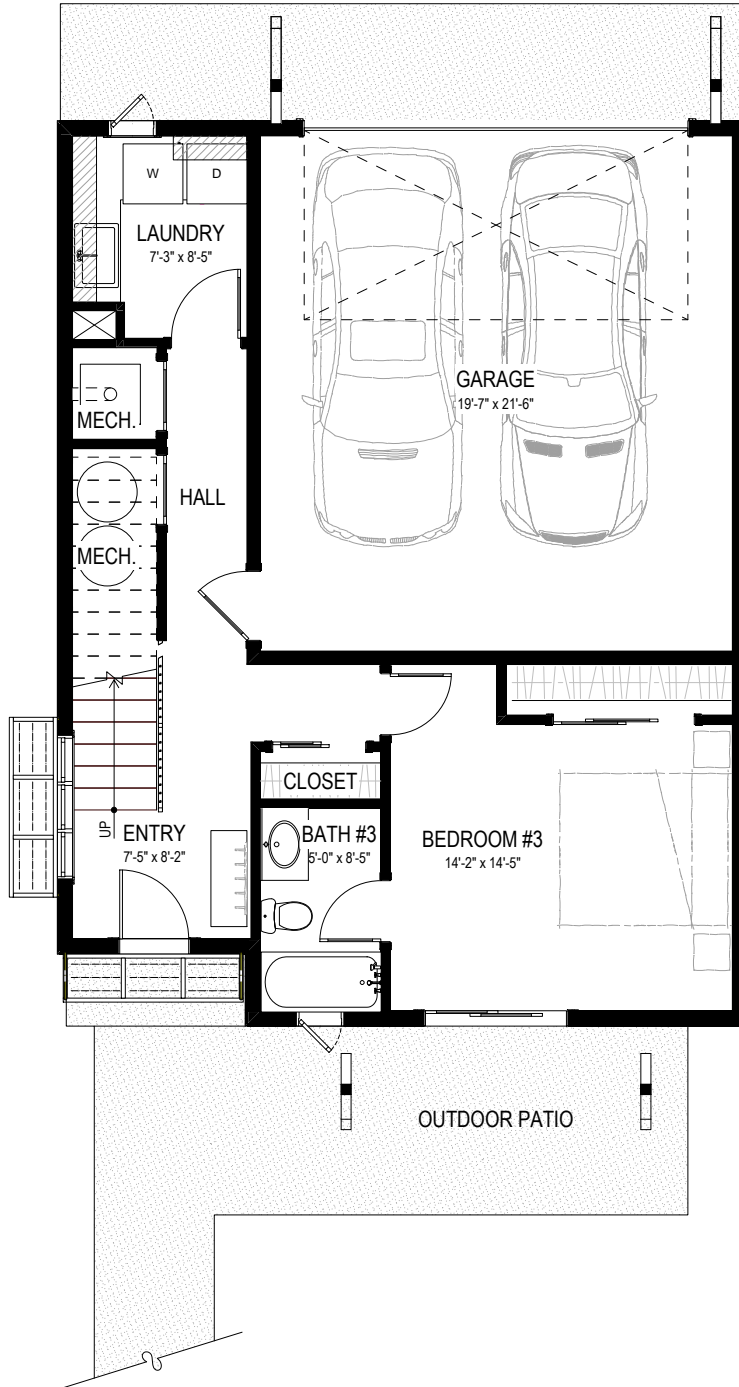 W
D
LAUNDRY
7'-3" x 8'-5"
GARAGE
19'-7" x 21'-6"
MECH.
HALL
MECH.
CLOSET
UP
ENTRY
7'-5" x 8'-2"
BATH #3
5'-0" x 8'-5"
BEDROOM #3
14'-2" x 14'-5"
OUTDOOR PATIO